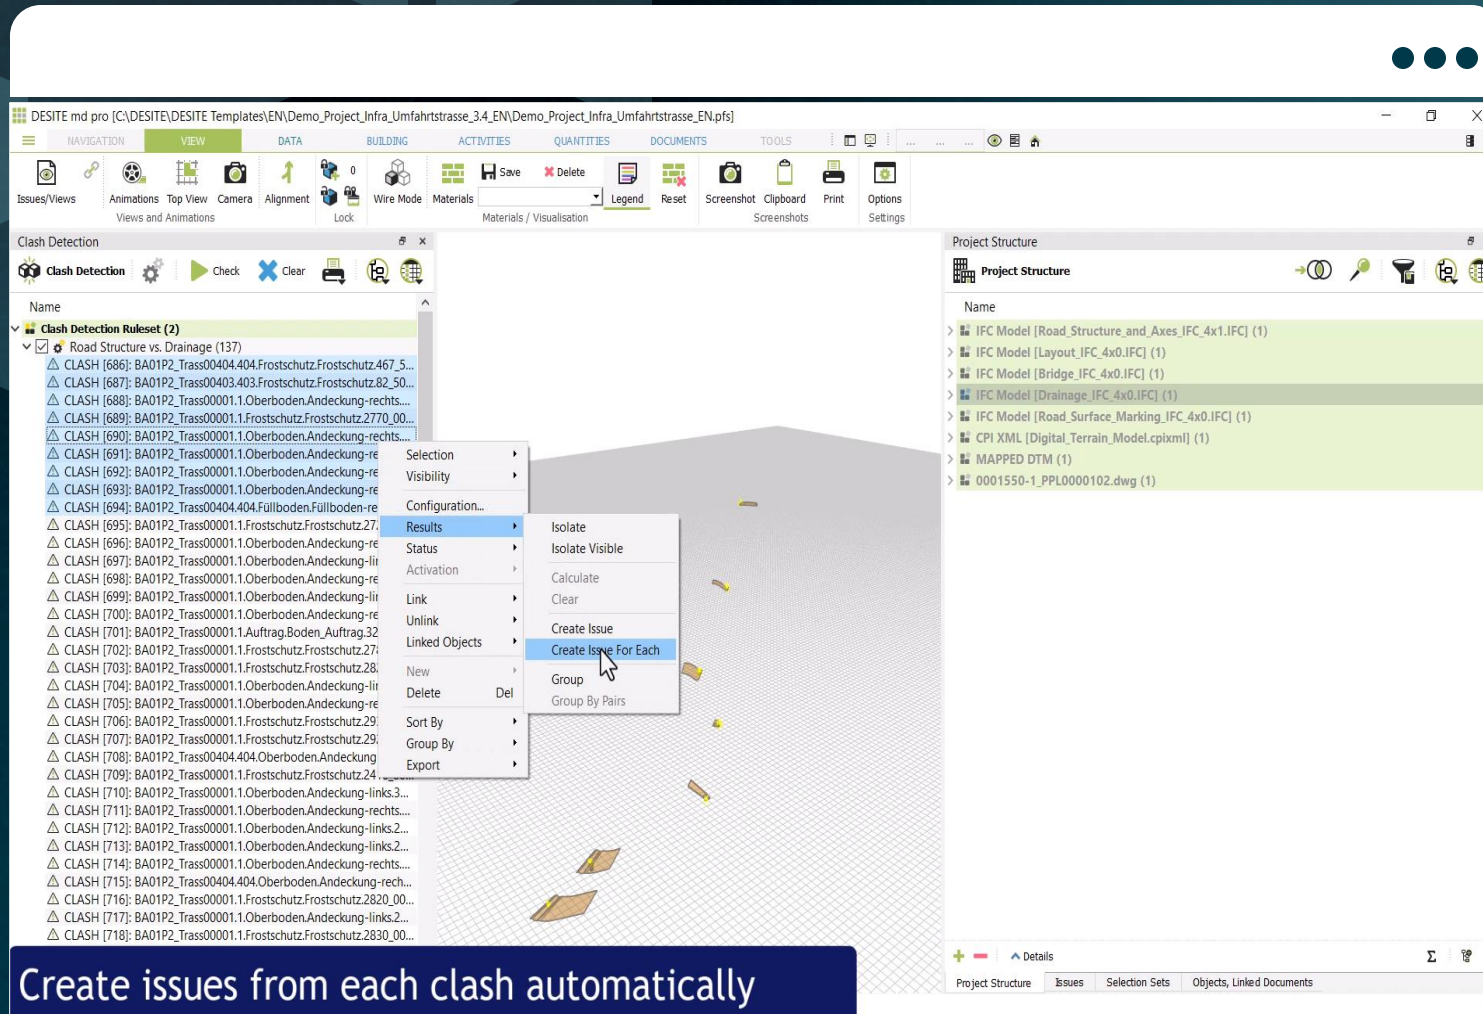 DESITE md pro [C:\DESITE\DESITE Templates\EN\Demo_Project_Infra_Umfahrtstrasse_3.4_EN\Demo_Project_Infra_Umfahrtstrasse_EN.pfs]
NAVIGATION VIEW DATA BUILDING ACTIVITIES QUANTITIES DOCUMENTS TOOLS ... ... ...
0 Save Delete
Issues/Views Animations Top View Camera Alignment Wire Mode Materials Legend Reset Screenshot Clipboard Print Options
Views and Animations Lock Materials / Visualisation Screenshots Settings
Clash Detection
Clash Detection Check Clear
Name
Clash Detection Ruleset (2)
Road Structure vs. Drainage (137)
CLASH [686]: BA01P2_Trass00404.404.Frostschutz.Frostschutz.467_5...
CLASH [687]: BA01P2_Trass00403.403.Frostschutz.Frostschutz.82_50...
CLASH [688]: BA01P2_Trass00001.1.Oberboden.Andeckung-rechts....
CLASH [689]: BA01P2_Trass00001.1.Frostschutz.Frostschutz.2770_00...
CLASH [690]: BA01P2_Trass00001.1.Oberboden.Andeckung-rechts....
CLASH [691]: BA01P2_Trass00001.1.Oberboden.Andeckung-re
CLASH [692]: BA01P2_Trass00001.1.Oberboden.Andeckung-re
CLASH [693]: BA01P2_Trass00001.1.Oberboden.Andeckung-re
CLASH [694]: BA01P2_Trass00404.404.Füllboden.Füllboden-re
CLASH [695]: BA01P2_Trass00001.1.Frostschutz.Frostschutz.27
CLASH [696]: BA01P2_Trass00001.1.Oberboden.Andeckung-re
CLASH [697]: BA01P2_Trass00001.1.Oberboden.Andeckung-lir
CLASH [698]: BA01P2_Trass00001.1.Oberboden.Andeckung-re
CLASH [699]: BA01P2_Trass00001.1.Oberboden.Andeckung-lir
CLASH [700]: BA01P2_Trass00001.1.Oberboden.Andeckung-re
CLASH [701]: BA01P2_Trass00001.1.Auftrag.Boden_Auftrag.32
CLASH [702]: BA01P2_Trass00001.1.Frostschutz.Frostschutz.27
CLASH [703]: BA01P2_Trass00001.1.Frostschutz.Frostschutz.28
CLASH [704]: BA01P2_Trass00001.1.Oberboden.Andeckung-lir
CLASH [705]: BA01P2_Trass00001.1.Oberboden.Andeckung-re
CLASH [706]: BA01P2_Trass00001.1.Frostschutz.Frostschutz.29
CLASH [707]: BA01P2_Trass00001.1.Frostschutz.Frostschutz.29
CLASH [708]: BA01P2_Trass00404.404.Oberboden.Andeckung
CLASH [709]: BA01P2_Trass00001.1.Frostschutz.Frostschutz.24
CLASH [710]: BA01P2_Trass00001.1.Oberboden.Andeckung-links.3...
CLASH [711]: BA01P2_Trass00001.1.Oberboden.Andeckung-rechts....
CLASH [712]: BA01P2_Trass00001.1.Oberboden.Andeckung-links.2...
CLASH [713]: BA01P2_Trass00001.1.Oberboden.Andeckung-links.2...
CLASH [714]: BA01P2_Trass00001.1.Oberboden.Andeckung-rechts....
CLASH [715]: BA01P2_Trass00404.404.Oberboden.Andeckung-rech...
CLASH [716]: BA01P2_Trass00001.1.Frostschutz.Frostschutz.2820_00...
CLASH [717]: BA01P2_Trass00001.1.Oberboden.Andeckung-links.2...
CLASH [718]: BA01P2_Trass00001.1.Frostschutz.Frostschutz.2830_00...
Selection
Visibility
Configuration...
Results
Status
Activation
Link
Unlink
Linked Objects
New
Delete Del
Sort By
Group By
Export
Isolate
Isolate Visible
Calculate
Clear
Create Issue
Create Issue For Each
Group
Group By Pairs
Project Structure
Project Structure
Name
IFC Model [Road_Structure_and_Axes_IFC_4x1.IFC] (1)
IFC Model [Layout_IFC_4x0.IFC] (1)
IFC Model [Bridge_IFC_4x0.IFC] (1)
IFC Model [Drainage_IFC_4x0.IFC] (1)
IFC Model [Road_Surface_Marking_IFC_4x0.IFC] (1)
CPI XML [Digital_Terrain_Model.cpixml] (1)
MAPPED DTM (1)
0001550-1_PPL0000102.dwg (1)
Details Σ
Project Structure Issues Selection Sets Objects, Linked Documents
Create issues from each clash automatically